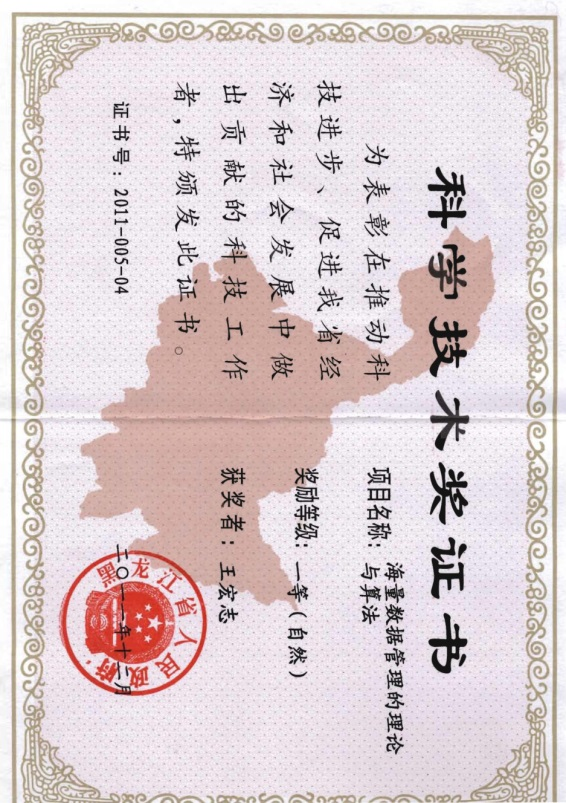 科学技术奖证书
为表彰在推动科
技进步、促进我省经
济和社会发展中做
出贡献的科技工作
者，特颁发此证书。
证书号：2011-005-04
项目名称：海量数据管理的理论
与算法
奖励等级：一等（自然）
获奖者：王宏志
黑龙江省人民政府
二〇一一年十二月